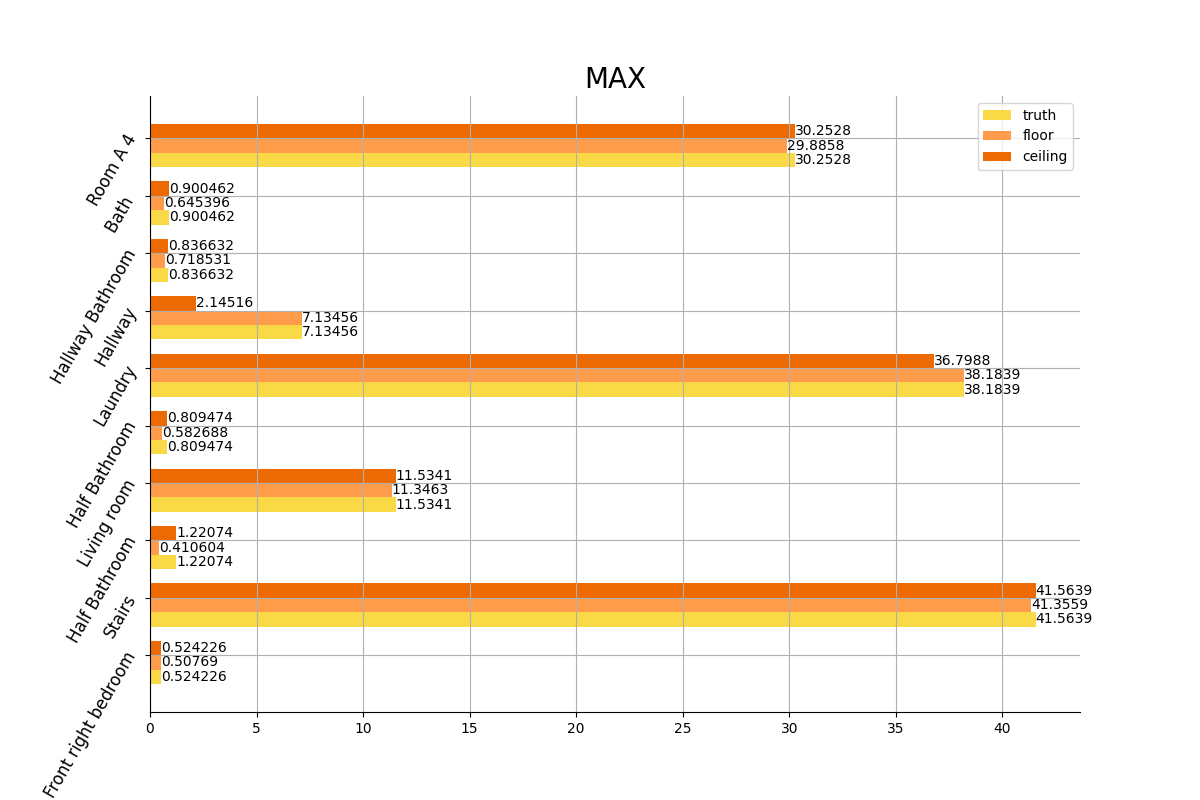 MAX
truth
floor
ceiling
Room A 4
30.2528
29.8858
30.2528
Bath
0.900462
0.645396
0.900462
Hallway Bathroom
0.836632
0.718531
0.836632
Hallway
2.14516
7.13456
7.13456
Laundry
36.7988
38.1839
38.1839
Half Bathroom
0.809474
0.582688
0.809474
Living room
11.5341
11.3463
11.5341
Half Bathroom
1.22074
0.410604
1.22074
Stairs
41.5639
41.3559
41.5639
Front right bedroom
0.524226
0.50769
0.524226
0 5 10 15 20 25 30 35 40